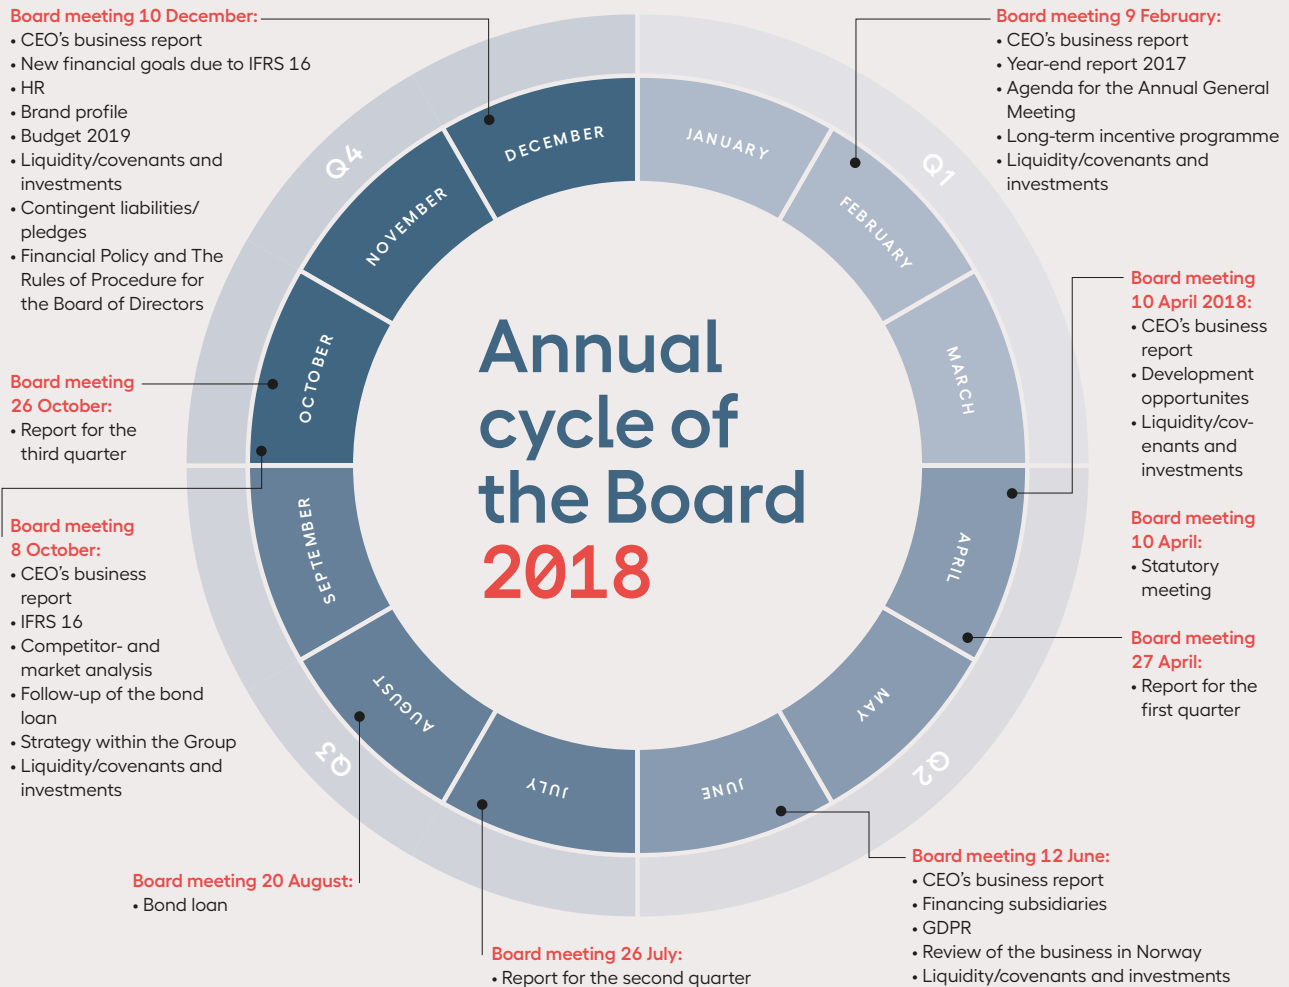 Board meeting 10 December:
• CEO’s business report
• New financial goals due to IFRS 16
• HR
• Brand profile
• Budget 2019
• Liquidity/covenants and
investments
• Contingent liabilities/
pledges
• Financial Policy and The
Rules of Procedure for
the Board of Directors
Board meeting
26 October:
• Report for the
third quarter
Board meeting
8 October:
• CEO’s business
report
• IFRS 16
• Competitor- and
market analysis
• Follow-up of the bond
loan
• Strategy within the Group
• Liquidity/covenants and
investments
Board meeting 20 August:
• Bond loan
Board meeting 26 July:
• Report for the second quarter
Annual
cycle of
the Board
2018
Q1
JANUARY
FEBRUARY
MARCH
Q2
APRIL
MAY
JUNE
Q3
JULY
AUGUST
SEPTEMBER
Q4
OCTOBER
NOVEMBER
DECEMBER
Board meeting 9 February:
• CEO’s business report
• Year-end report 2017
• Agenda for the Annual General
Meeting
• Long-term incentive programme
• Liquidity/covenants and
investments
Board meeting
10 April 2018:
• CEO’s business
report
• Development
opportunites
• Liquidity/cov-
enants and
investments
Board meeting
10 April:
• Statutory
meeting
Board meeting
27 April:
• Report for the
first quarter
Board meeting 12 June:
• CEO’s business report
• Financing subsidiaries
• GDPR
• Review of the business in Norway
• Liquidity/covenants and investments